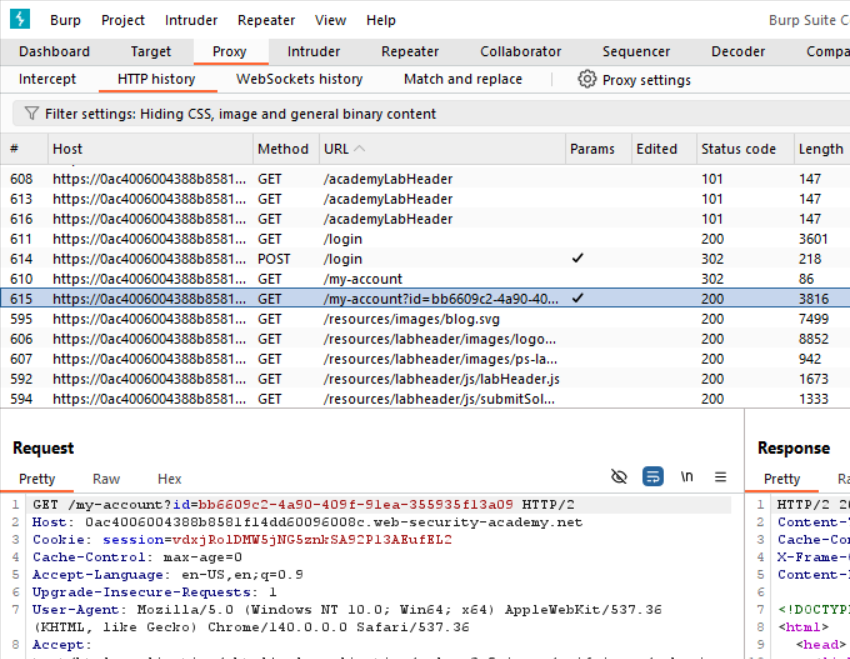 Burp Project Intruder Repeater View Help Burp Suite C
Dashboard Target Proxy Intruder Repeater Collaborator Sequencer Decoder Compa
Intercept HTTP history WebSockets history Match and replace Proxy settings
Filter settings: Hiding CSS, image and general binary content
# Host Method URL Params Edited Status code Length
608 https://0ac4006004388b8581... GET /academyLabHeader 101 147
613 https://0ac4006004388b8581... GET /academyLabHeader 101 147
616 https://0ac4006004388b8581... GET /academyLabHeader 101 147
611 https://0ac4006004388b8581... GET /login 200 3601
614 https://0ac4006004388b8581... POST /login ✓ 302 218
610 https://0ac4006004388b8581... GET /my-account 302 86
615 https://0ac4006004388b8581... GET /my-account?id=bb6609c2-4a90-40... ✓ 200 3816
595 https://0ac4006004388b8581... GET /resources/images/blog.svg 200 7499
606 https://0ac4006004388b8581... GET /resources/labheader/images/logo... 200 8852
607 https://0ac4006004388b8581... GET /resources/labheader/images/ps-la... 200 942
592 https://0ac4006004388b8581... GET /resources/labheader/js/labHeader.js 200 1673
594 https://0ac4006004388b8581... GET /resources/labheader/js/submitSol... 200 1333
Request
Pretty Raw Hex \n
1 GET /my-account?id=bb6609c2-4a90-409f-91ea-355935f13a09 HTTP/2
2 Host: 0ac4006004388b8581f14dd60096008c.web-security-academy.net
3 Cookie: session=vdxjRolDMW5jNG5znkSA92P13AEufEL2
4 Cache-Control: max-age=0
5 Accept-Language: en-US,en;q=0.9
6 Upgrade-Insecure-Requests: 1
7 User-Agent: Mozilla/5.0 (Windows NT 10.0; Win64; x64) AppleWebKit/537.36
(KHTML, like Gecko) Chrome/140.0.0.0 Safari/537.36
8 Accept:
Response
Pretty Ra
1 HTTP/2 20
2 Content-
3 Cache-Con
4 X-Frame-
5 Content-
6
7 <!DOCTYP
8 <html>
9 <head>